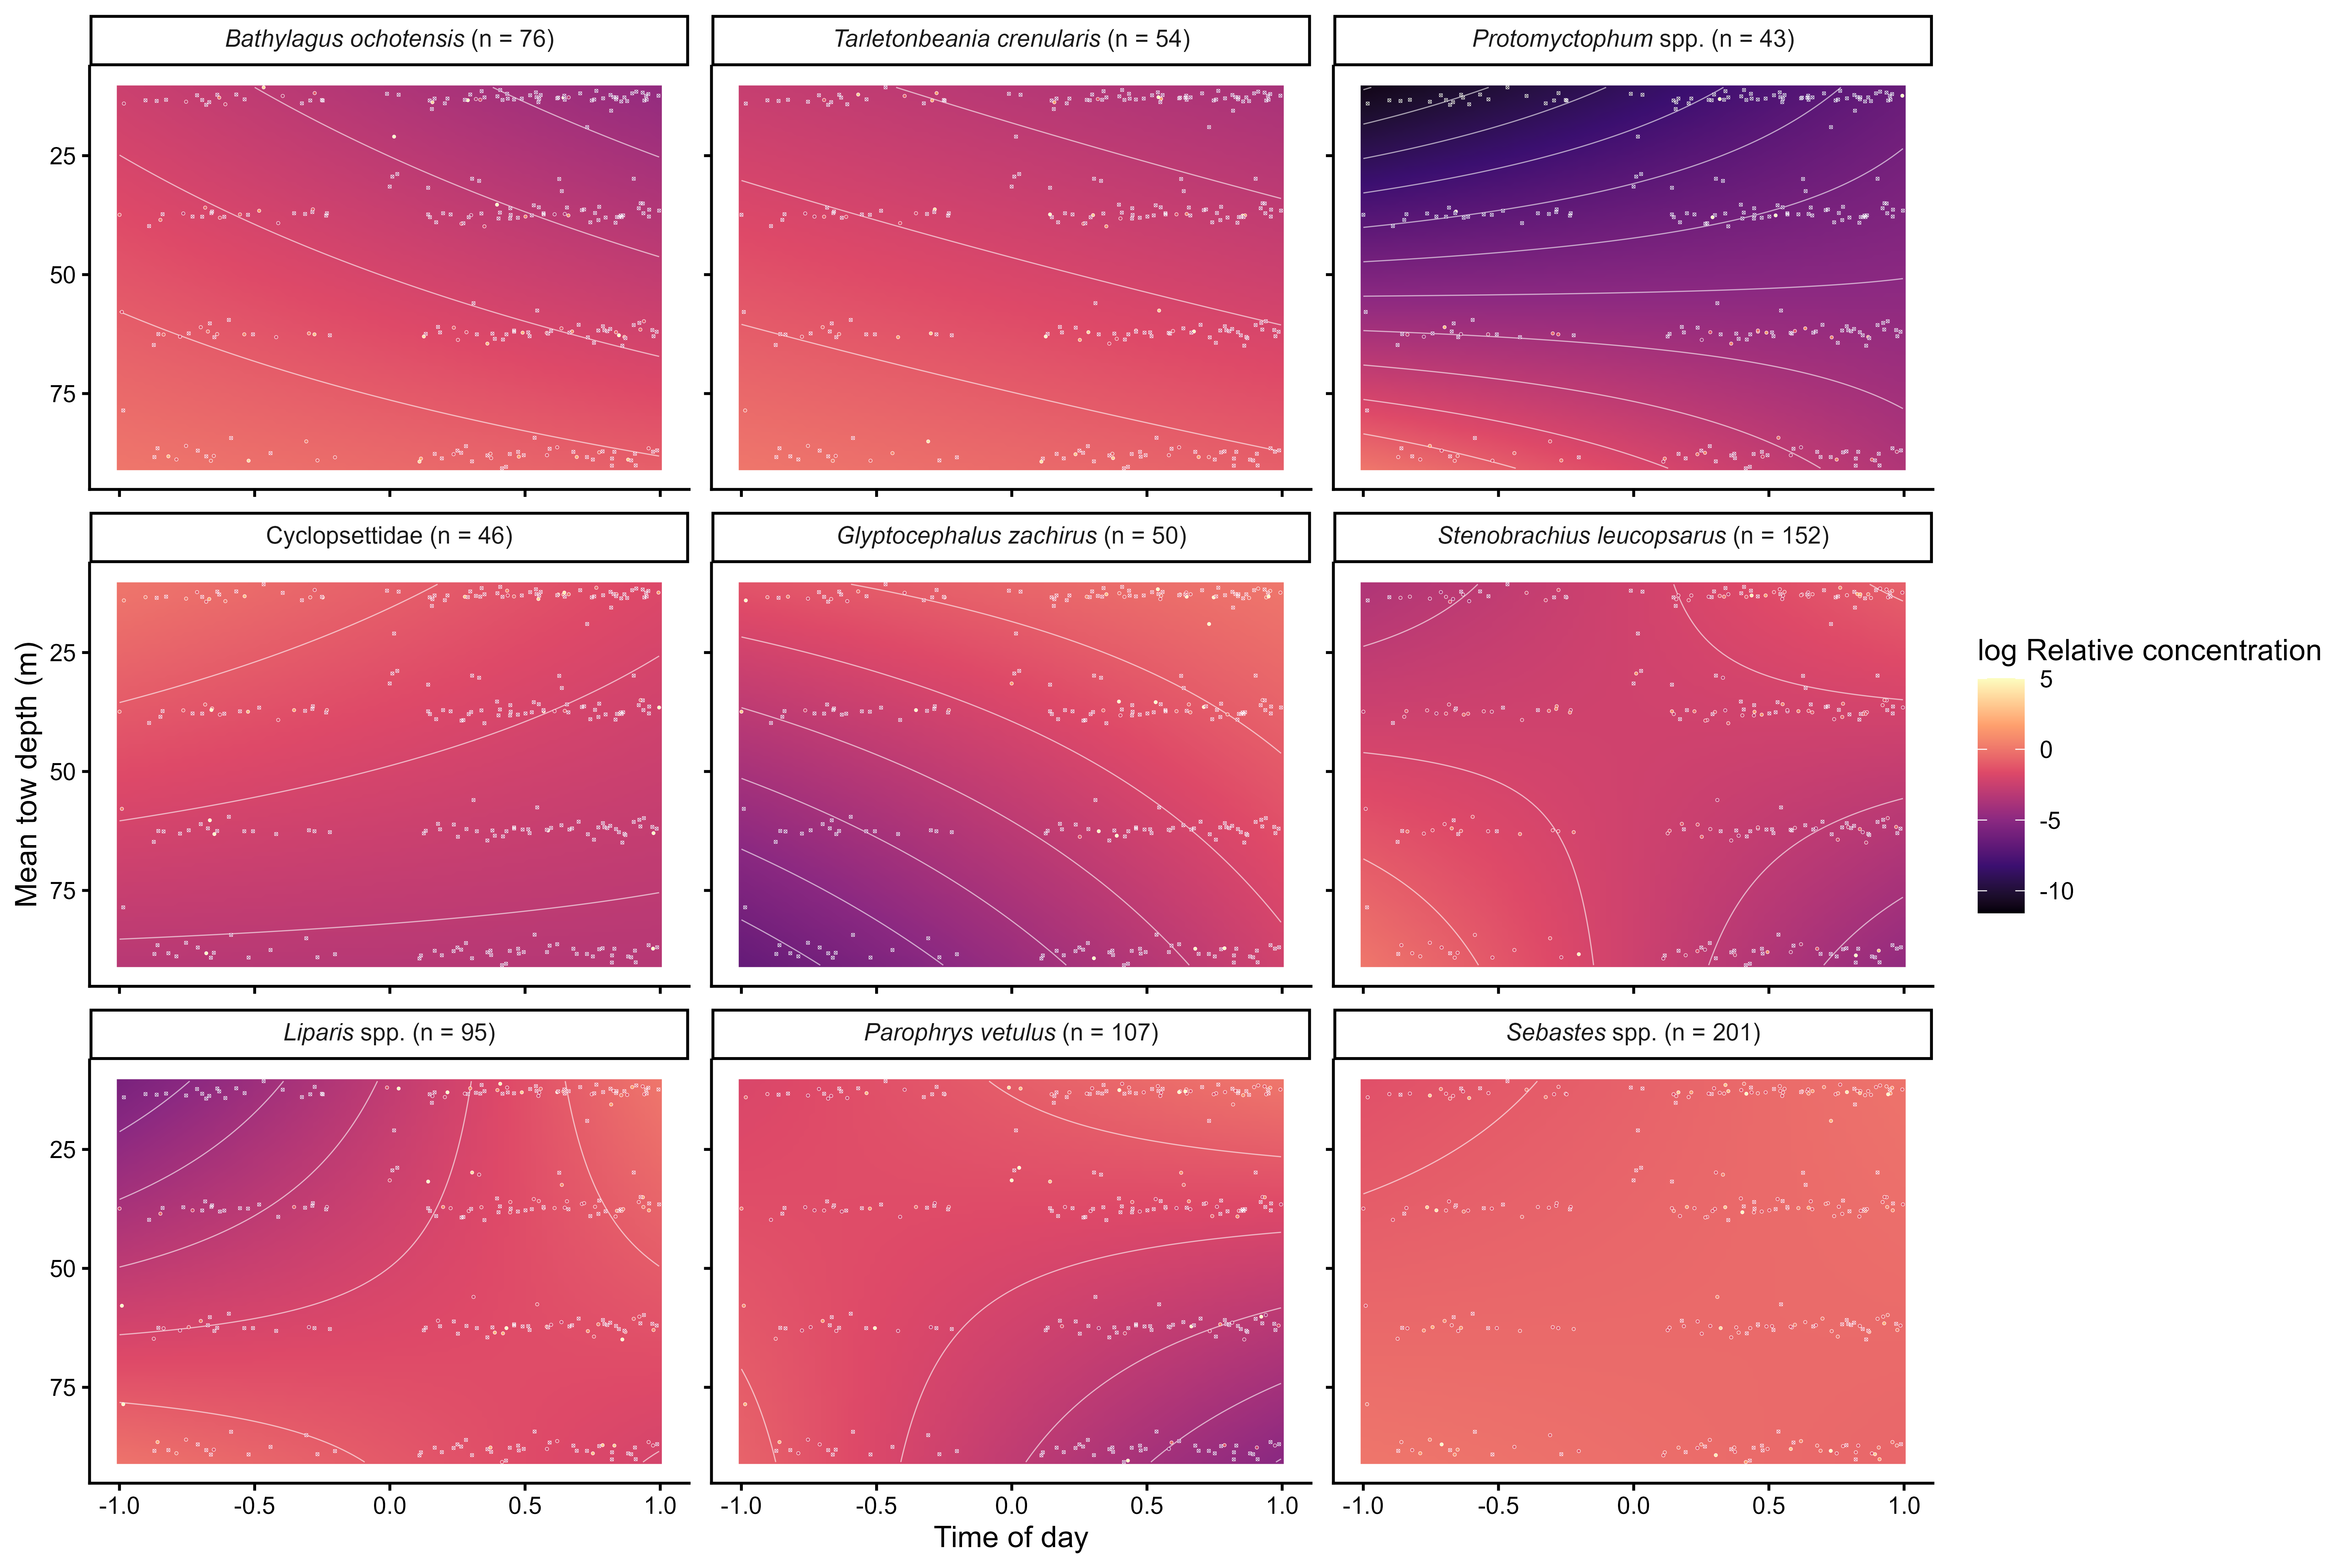 Bathylagus ochotensis (n = 76)
Tarletonbeania crenularis (n = 54)
Protomyctophum spp. (n = 43)
25
50
75
Cyclopsettidae (n = 46)
Glyptocephalus zachirus (n = 50)
Stenobrachius leucopsarus (n = 152)
25
50
75
Mean tow depth (m)
Liparis spp. (n = 95)
Parophrys vetulus (n = 107)
Sebastes spp. (n = 201)
25
50
75
-1.0 -0.5 0.0 0.5 1.0
-1.0 -0.5 0.0 0.5 1.0
-1.0 -0.5 0.0 0.5 1.0
Time of day
log Relative concentration
5
0
-5
-10